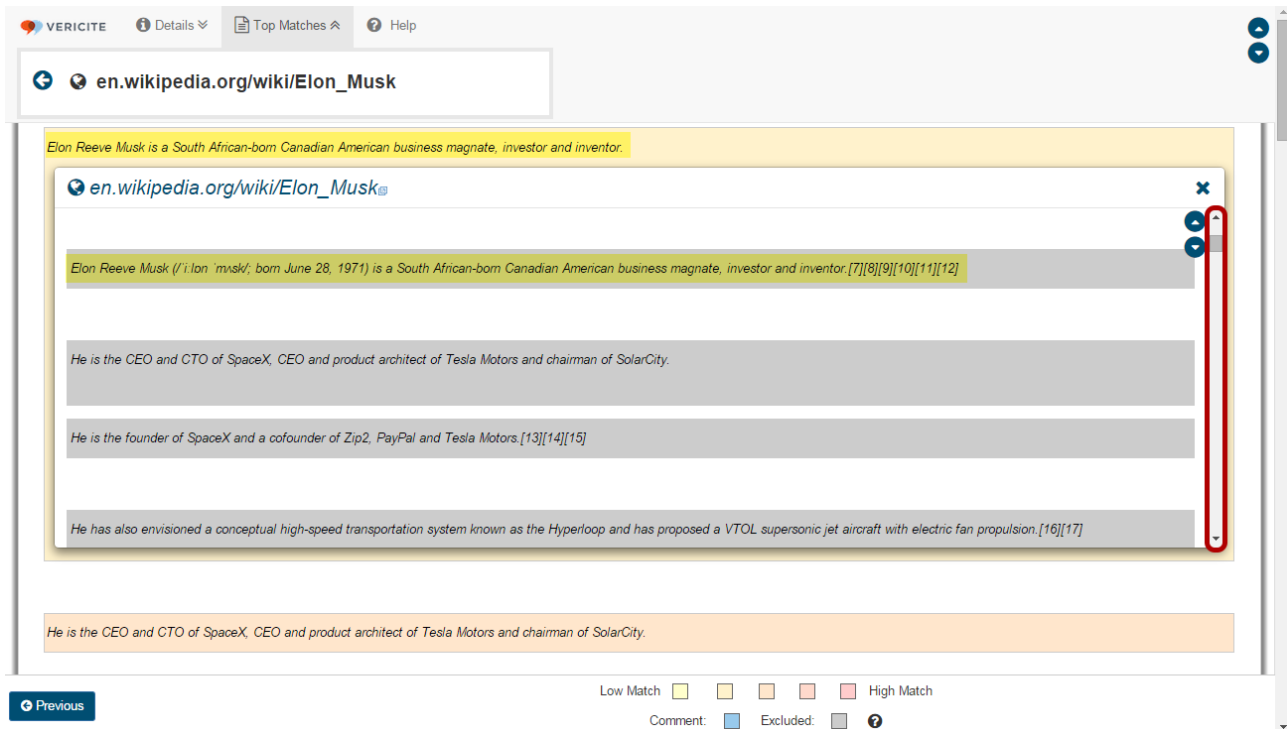 VERICITE Details Top Matches Help
en.wikipedia.org/wiki/Elon_Musk
Elon Reeve Musk is a South African-born Canadian American business magnate, investor and inventor.
en.wikipedia.org/wiki/Elon_Musk
Elon Reeve Musk (/ˈiːlɒn ˈmʌsk/; born June 28, 1971) is a South African-born Canadian American business magnate, investor and inventor.[7][8][9][10][11][12]
He is the CEO and CTO of SpaceX, CEO and product architect of Tesla Motors and chairman of SolarCity.
He is the founder of SpaceX and a cofounder of Zip2, PayPal and Tesla Motors.[13][14][15]
He has also envisioned a conceptual high-speed transportation system known as the Hyperloop and has proposed a VTOL supersonic jet aircraft with electric fan propulsion.[16][17]
He is the CEO and CTO of SpaceX, CEO and product architect of Tesla Motors and chairman of SolarCity.
Previous
Low Match High Match
Comment: Excluded: